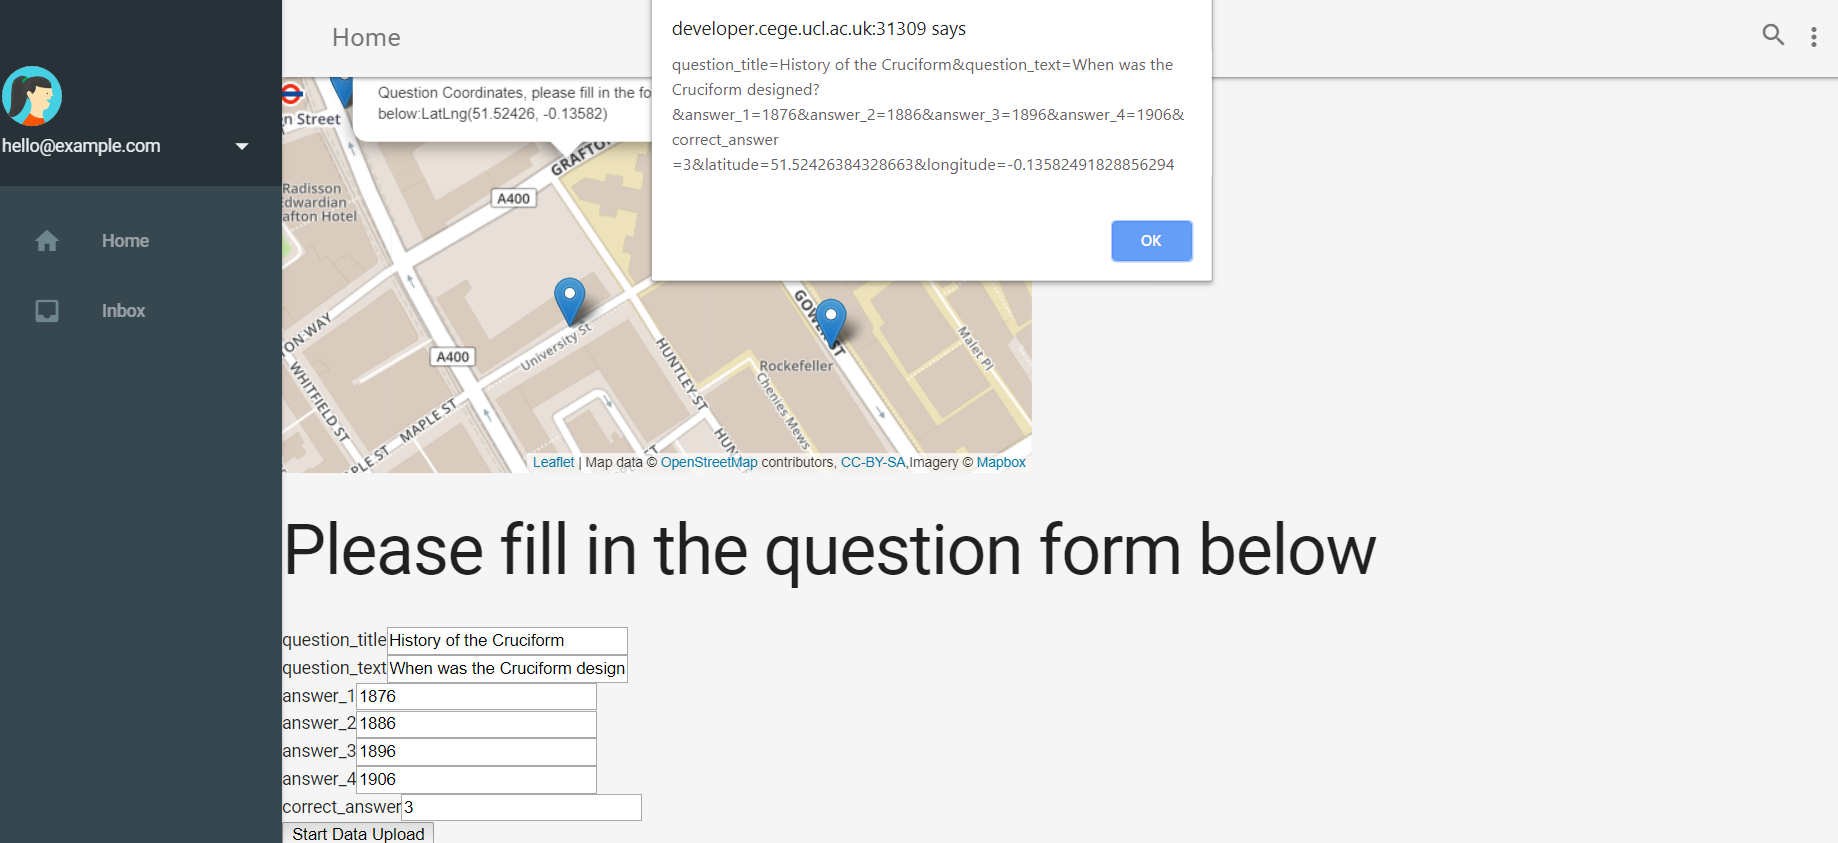 Home
developer.cege.ucl.ac.uk:31309 says
question_title=History of the Cruciform&question_text=When was the
Cruciform designed?
&answer_1=1876&answer_2=1886&answer_3=1896&answer_4=1906&
correct_answer
=3&latitude=51.52426384328663&longitude=-0.13582491828856294
OK
hello@example.com
Home
Inbox
Question Coordinates, please fill in the fo
below:LatLng(51.52426, -0.13582)
n Street
GRAFTO
Radisson
Edwardian
afton Hotel
A400
ON WAY
A400
University St
GOWER ST
Malet Pl
WHITFIELD ST
MAPLE ST
HUNTLEY ST
Rockefeller
Chenies Mews
PLE ST
HUN
Leaflet | Map data © OpenStreetMap contributors, CC-BY-SA,Imagery © Mapbox
Please fill in the question form below
question_title History of the Cruciform
question_text When was the Cruciform design
answer_1 1876
answer_2 1886
answer_3 1896
answer_4 1906
correct_answer 3
Start Data Upload